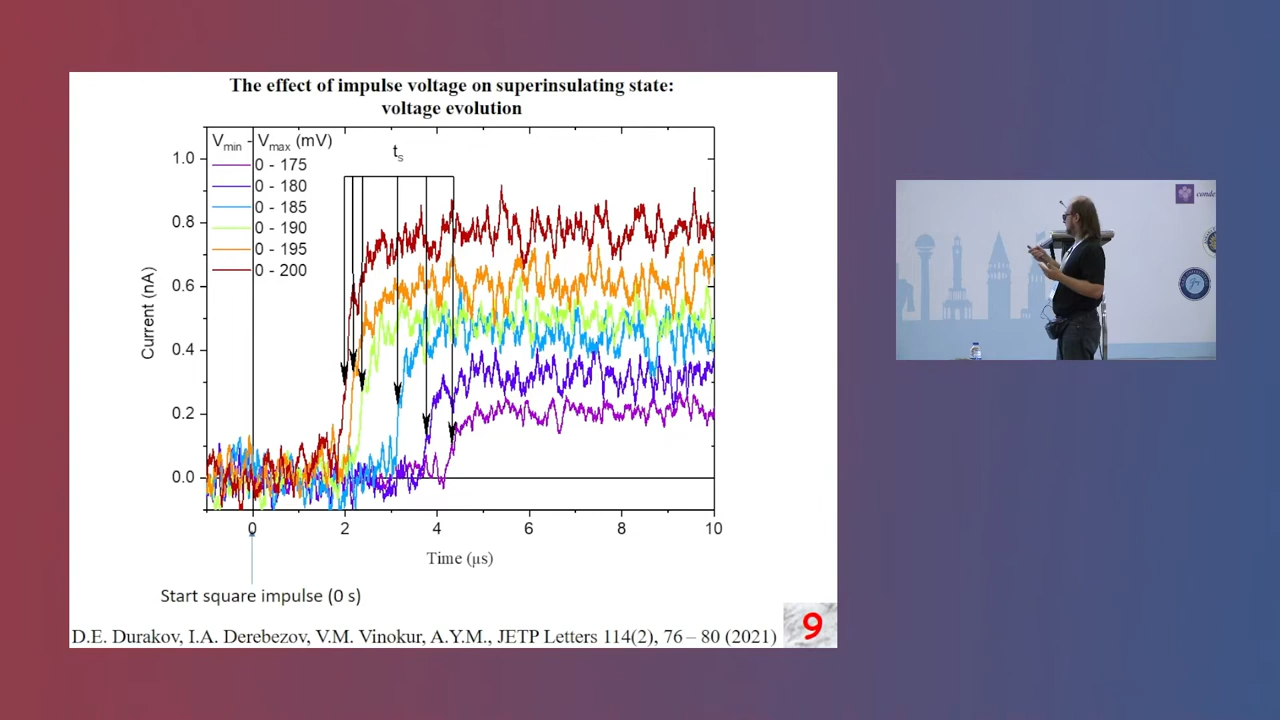 The effect of impulse voltage on superinsulating state:
voltage evolution
Vmin - Vmax (mV)
0 - 175
0 - 180
0 - 185
0 - 190
0 - 195
0 - 200
ts
1.0
0.8
0.6
0.4
0.2
0.0
Current (nA)
0 2 4 6 8 10
Time (μs)
Start square impulse (0 s)
D.E. Durakov, I.A. Derebezov, V.M. Vinokur, A.Y.M., JETP Letters 114(2), 76 – 80 (2021)
9
conde